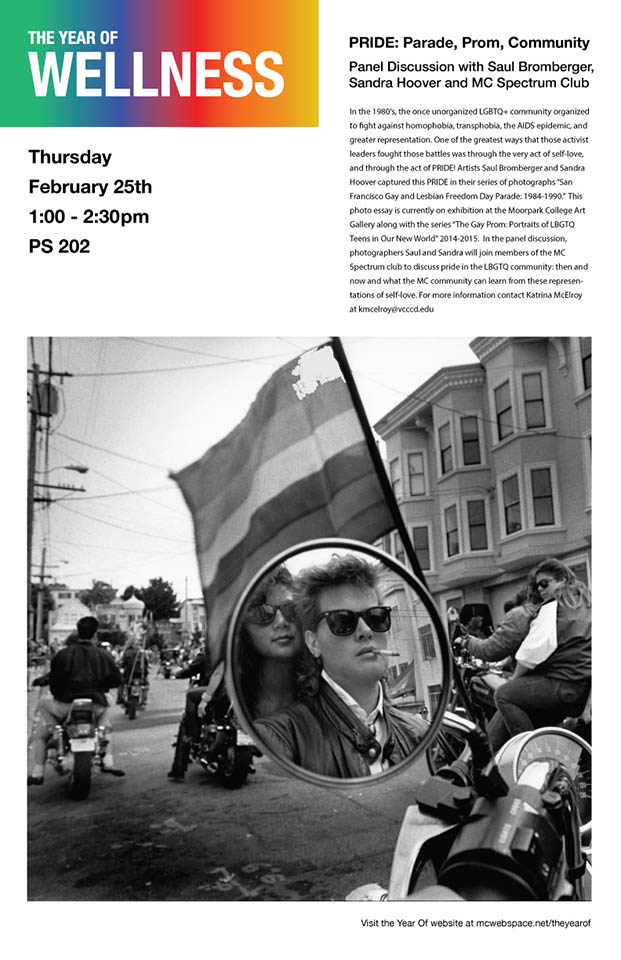 THE YEAR OF
WELLNESS
Thursday
February 25th
1:00 - 2:30pm
PS 202
PRIDE: Parade, Prom, Community
Panel Discussion with Saul Bromberger,
Sandra Hoover and MC Spectrum Club
In the 1980's, the once unorganized LGBTQ+ community organized
to fight against homophobia, transphobia, the AIDS epidemic, and
greater representation. One of the greatest ways that those activist
leaders fought those battles was through the very act of self-love,
and through the act of PRIDE! Artists Saul Bromberger and Sandra
Hoover captured this PRIDE in their series of photographs "San
Francisco Gay and Lesbian Freedom Day Parade: 1984-1990." This
photo essay is currently on exhibition at the Moorpark College Art
Gallery along with the series "The Gay Prom: Portraits of LBGTQ
Teens in Our New World" 2014-2015. In the panel discussion,
photographers Saul and Sandra will join members of the MC
Spectrum club to discuss pride in the LBGTQ community: then and
now and what the MC community can learn from these represen-
tations of self-love. For more information contact Katrina McElroy
at kmcelroy@vcccd.edu
Visit the Year Of website at mcwebspace.net/theyearof